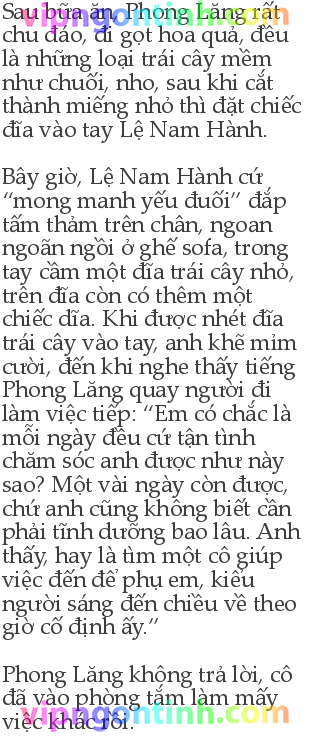 Sau bữa ăn, Phong Lăng rất
vipngontinh.com
chu đáo, đi gọt hoa quả, đều
là những loại trái cây mềm
như chuối, nho, sau khi cắt
thành miếng nhỏ thì đặt chiếc
đĩa vào tay Lệ Nam Hành.
Bây giờ, Lệ Nam Hành cứ
“mong manh yếu đuối” đắp
tấm thảm trên chân, ngoan
ngoãn ngồi ở ghế sofa, trong
tay cầm một đĩa trái cây nhỏ,
trên đĩa còn có thêm một
chiếc dĩa. Khi được nhét đĩa
trái cây vào tay, anh khẽ mỉm
cười, đến khi nghe thấy tiếng
Phong Lăng quay người đi
làm việc tiếp: “Em có chắc là
mỗi ngày đều cứ tận tình
chăm sóc anh được như này
sao? Một vài ngày còn được,
chứ anh cũng không biết cần
phải tĩnh dưỡng bao lâu. Anh
thấy, hay là tìm một cô giúp
việc đến để phụ em, kiểu
người sáng đến chiều về theo
giờ cố định ấy.”
Phong Lăng không trả lời, cô
đã vào phòng tắm làm mấy
vipngontinh.com
việc khác rồi.
vipngontinh.com